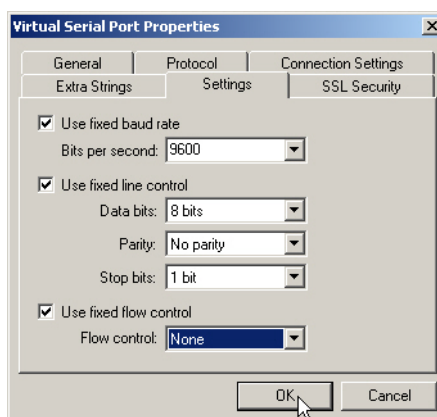 Virtual Serial Port Properties
General Protocol Connection Settings
Extra Strings Settings SSL Security
Use fixed baud rate
Bits per second: 9600
Use fixed line control
Data bits: 8 bits
Parity: No parity
Stop bits: 1 bit
Use fixed flow control
Flow control: None
OK Cancel